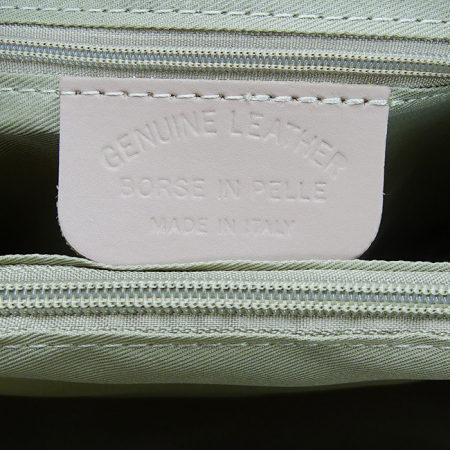 GENUINE LEATHER
BORSE IN PELLE
MADE IN ITALY